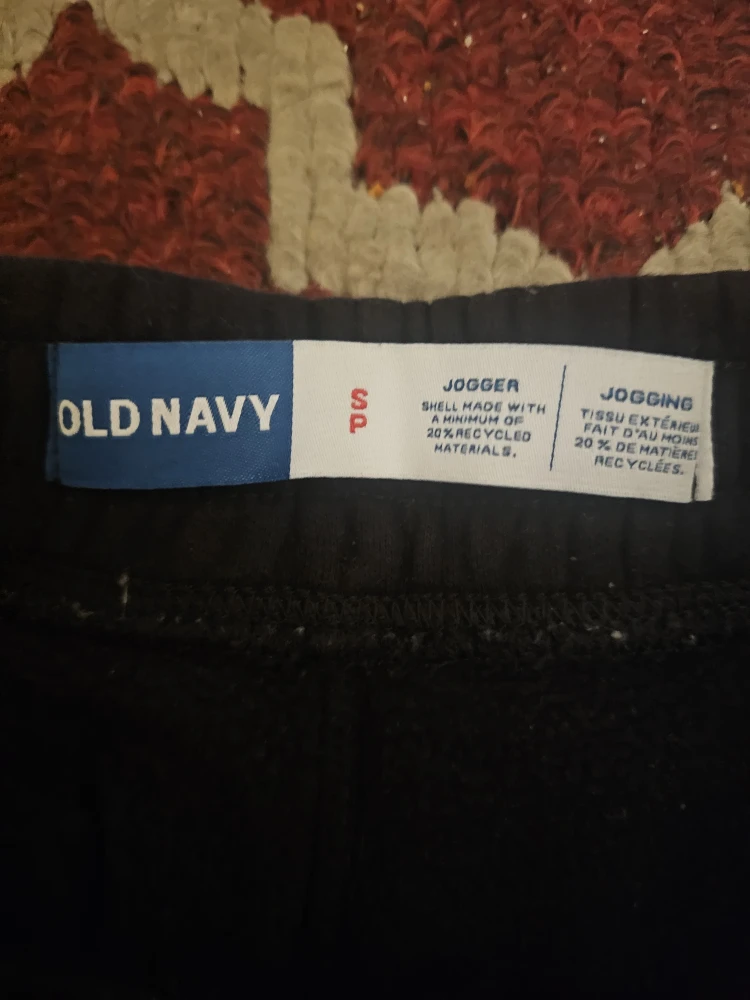 OLD NAVY
S
P
JOGGER
SHELL MADE WITH
A MINIMUM OF
20% RECYCLED
MATERIALS.
JOGGING
TISSU EXTÉRIEUR
FAIT D'AU MOINS
20 % DE MATIÈRES
RECYCLÉES.